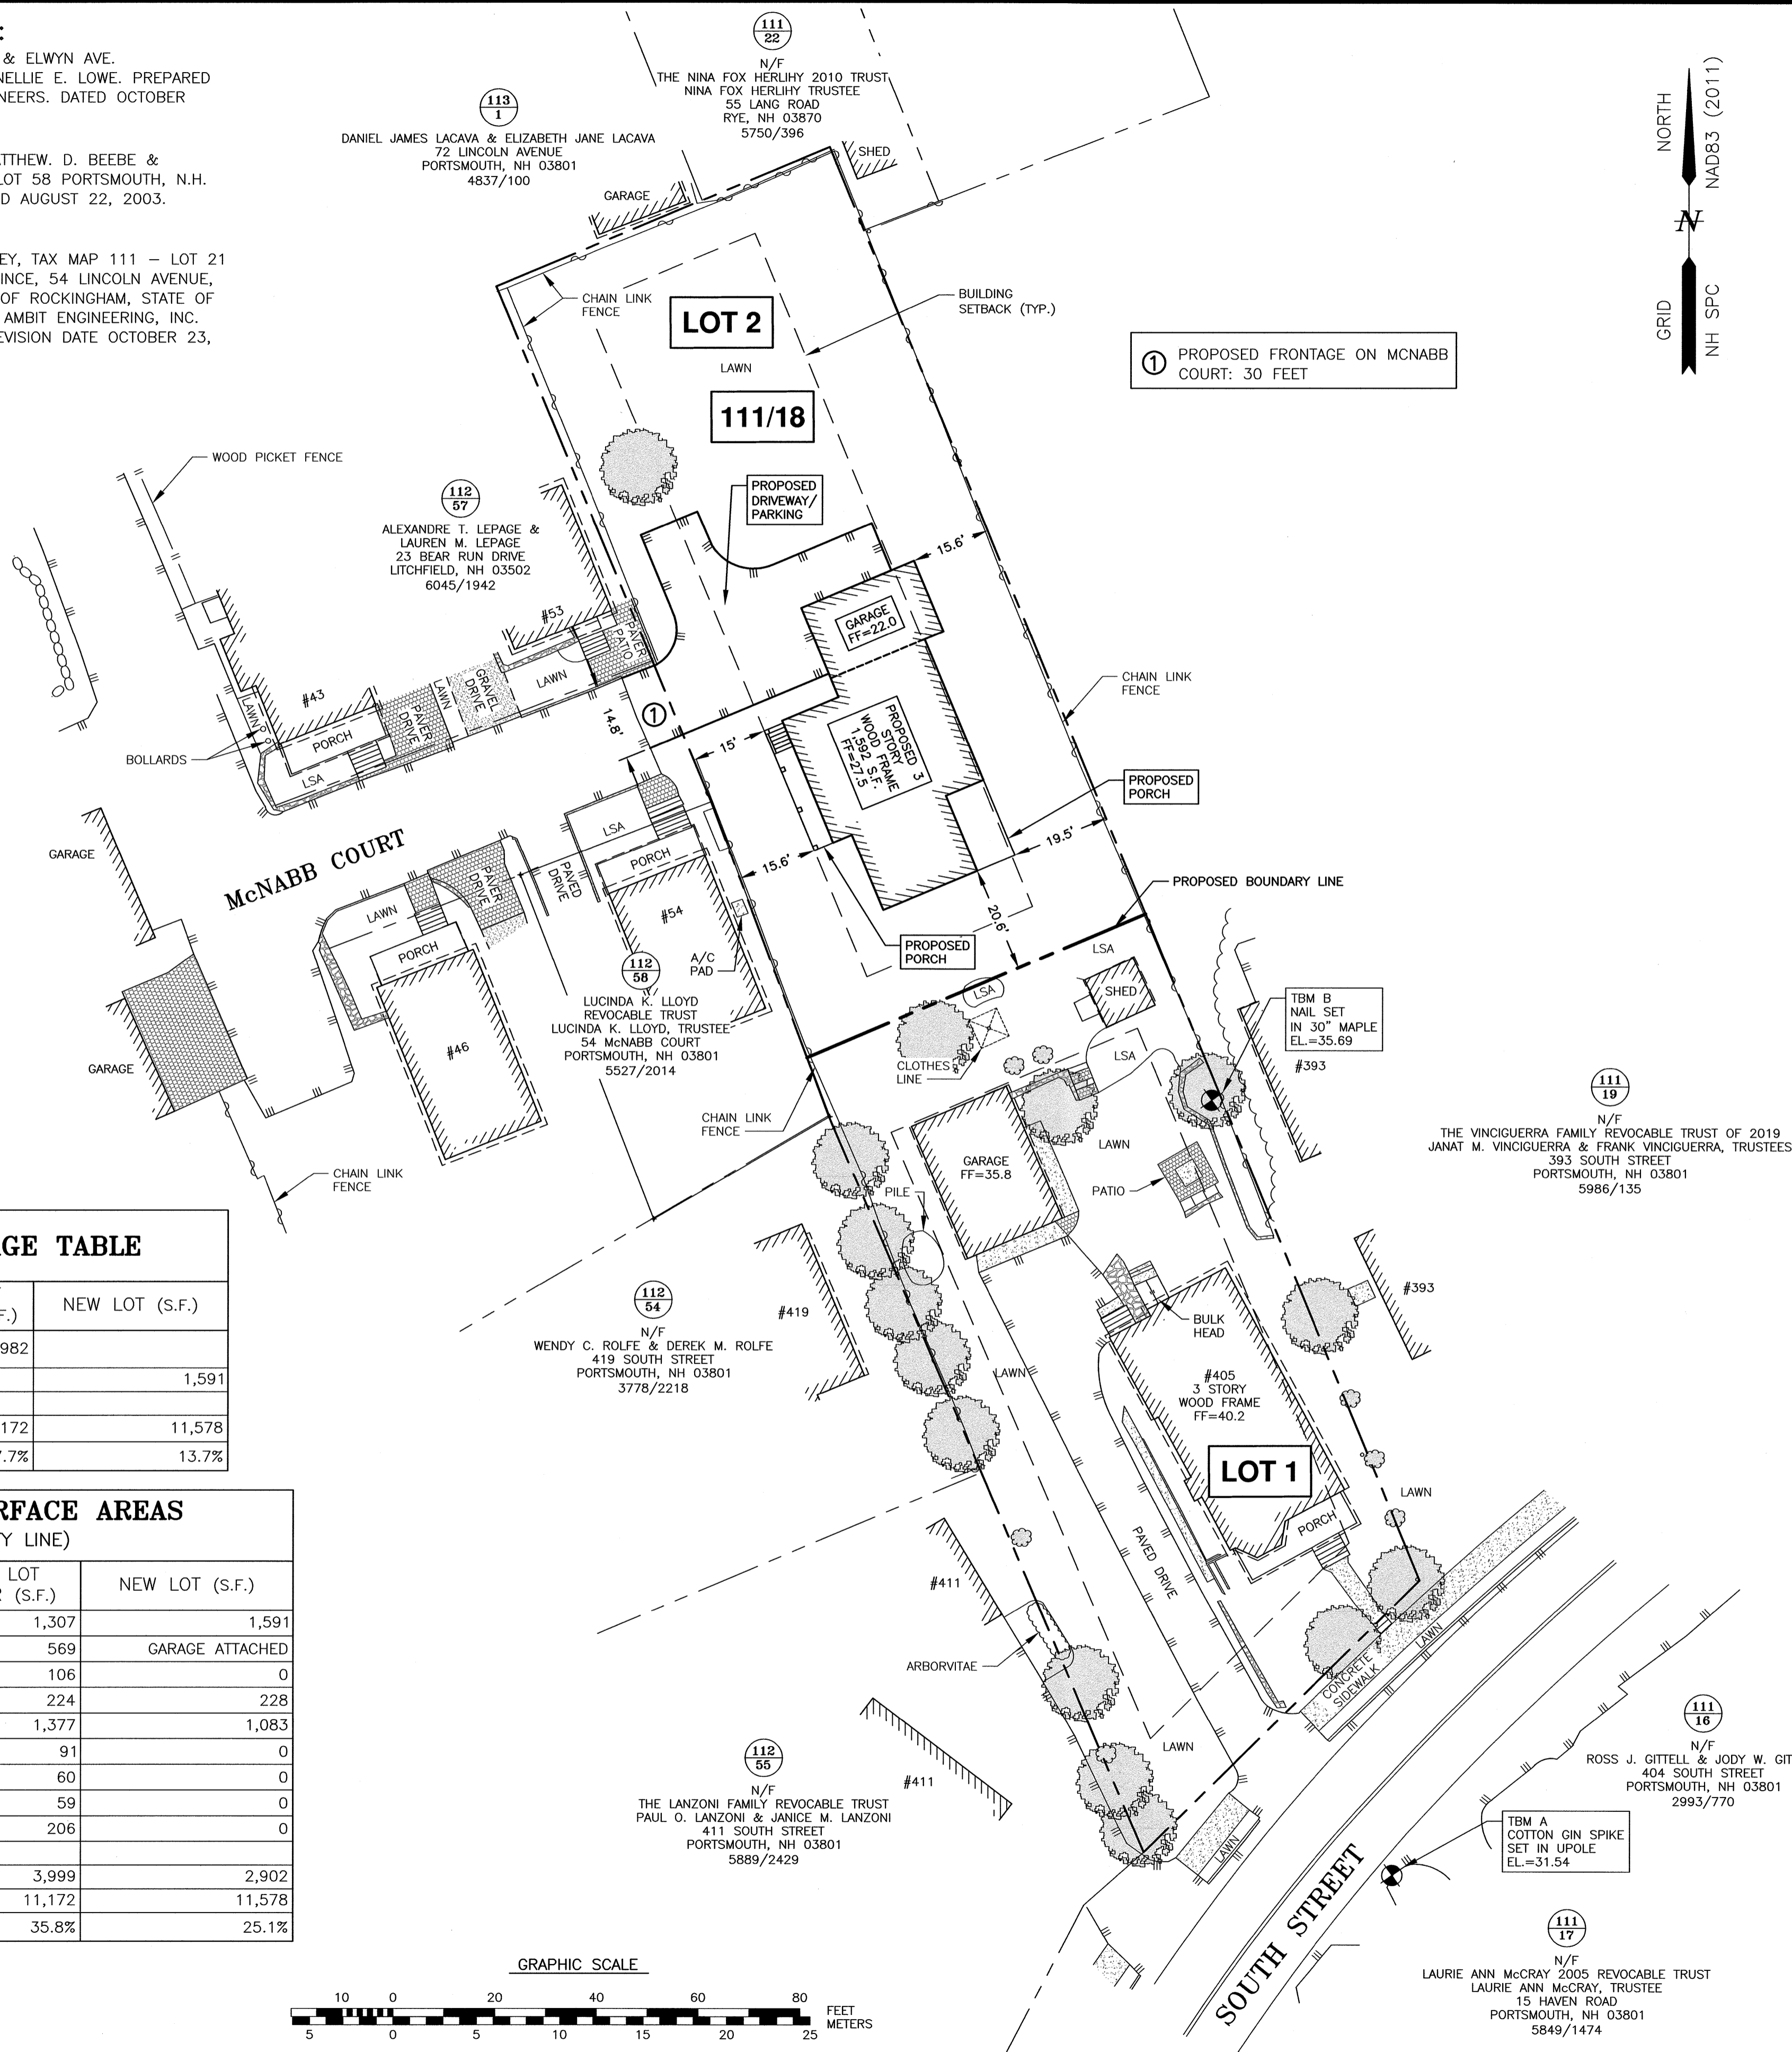 :
& ELWYN AVE.
NELLIE E. LOWE. PREPARED
NEERS. DATED OCTOBER
TTHEW. D. BEEBE &
LOT 58 PORTSMOUTH, N.H.
D AUGUST 22, 2003.
EY, TAX MAP 111 – LOT 21
INCE, 54 LINCOLN AVENUE,
OF ROCKINGHAM, STATE OF
AMBIT ENGINEERING, INC.
EVISION DATE OCTOBER 23,
113
1
DANIEL JAMES LACAVA & ELIZABETH JANE LACAVA
72 LINCOLN AVENUE
PORTSMOUTH, NH 03801
4837/100
111
22
N/F
THE NINA FOX HERLIHY 2010 TRUST
NINA FOX HERLIHY TRUSTEE
55 LANG ROAD
RYE, NH 03870
5750/396
SHED
GARAGE
NORTH
NAD83 (2011)
N
GRID
NH SPC
CHAIN LINK
FENCE
LOT 2
LAWN
111/18
BUILDING
SETBACK (TYP.)
1 PROPOSED FRONTAGE ON MCNABB
COURT: 30 FEET
WOOD PICKET FENCE
112
57
ALEXANDRE T. LEPAGE &
LAUREN M. LEPAGE
23 BEAR RUN DRIVE
LITCHFIELD, NH 03502
6045/1942
PROPOSED
DRIVEWAY/
PARKING
15.6'
GARAGE
FF=22.0
#53
PAVER
PATIO
LAWN
GRAVEL
DRIVE
LAWN
PAVER
DRIVE
#43
LAWN
PORCH
LSA
BOLLARDS
14.8'
1
15'
PROPOSED 3
STORY
WOOD FRAME
1,592 S.F.
FF=27.5
CHAIN LINK
FENCE
PROPOSED
PORCH
19.5'
15.6'
20.6'
PROPOSED BOUNDARY LINE
PROPOSED
PORCH
GARAGE
McNABB COURT
LSA
PORCH
PAVED
DRIVE
PAVER
DRIVE
LAWN
PORCH
#54
A/C
PAD
#46
GARAGE
112
58
LUCINDA K. LLOYD
REVOCABLE TRUST
LUCINDA K. LLOYD, TRUSTEE
54 McNABB COURT
PORTSMOUTH, NH 03801
5527/2014
CHAIN LINK
FENCE
CHAIN LINK
FENCE
LSA
LSA
SHED
CLOTHES
LINE
LSA
TBM B
NAIL SET
IN 30" MAPLE
EL.=35.69
#393
111
19
N/F
THE VINCIGUERRA FAMILY REVOCABLE TRUST OF 2019
JANAT M. VINCIGUERRA & FRANK VINCIGUERRA, TRUSTEES
393 SOUTH STREET
PORTSMOUTH, NH 03801
5986/135
LAWN
GARAGE
FF=35.8
PILE
PATIO
#393
112
54
N/F
WENDY C. ROLFE & DEREK M. ROLFE
419 SOUTH STREET
PORTSMOUTH, NH 03801
3778/2218
#419
BULK
HEAD
LAWN
#405
3 STORY
WOOD FRAME
FF=40.2
LOT 1
LAWN
PORCH
PAVED DRIVE
#411
ARBORVITAE
CONCRETE
SIDEWALK
LAWN
LAWN
#411
112
55
N/F
THE LANZONI FAMILY REVOCABLE TRUST
PAUL O. LANZONI & JANICE M. LANZONI
411 SOUTH STREET
PORTSMOUTH, NH 03801
5889/2429
LAWN
SOUTH STREET
111
16
N/F
ROSS J. GITTELL & JODY W. GIT
404 SOUTH STREET
PORTSMOUTH, NH 03801
2993/770
TBM A
COTTON GIN SPIKE
SET IN UPOLE
EL.=31.54
111
17
N/F
LAURIE ANN McCRAY 2005 REVOCABLE TRUST
LAURIE ANN McCRAY, TRUSTEE
15 HAVEN ROAD
PORTSMOUTH, NH 03801
5849/1474
GE TABLE
F.) NEW LOT (S.F.)
982
1,591
172 11,578
7.7% 13.7%
RFACE AREAS
Y LINE)
LOT
(S.F.) NEW LOT (S.F.)
1,307 1,591
569 GARAGE ATTACHED
106 0
224 228
1,377 1,083
91 0
60 0
59 0
206 0
3,999 2,902
11,172 11,578
35.8% 25.1%
GRAPHIC SCALE
10 0 20 40 60 80 FEET
5 0 5 10 15 20 25 METERS